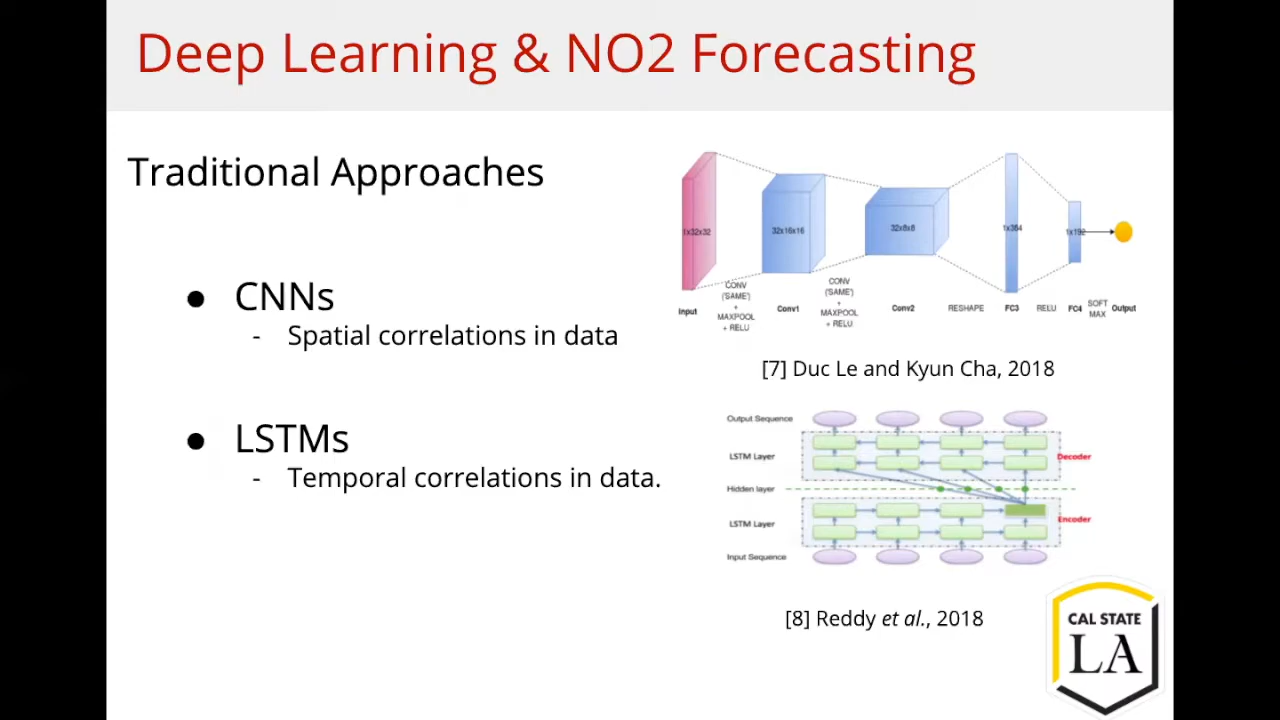 Deep Learning & NO2 Forecasting
Traditional Approaches
● CNNs
- Spatial correlations in data
● LSTMs
- Temporal correlations in data.
1x32x32
32x16x16
32x8x8
1x384
1x192
CONV
('SAME')
+
MAXPOOL
+ RELU
CONV
('SAME')
+
MAXPOOL
+ RELU
Input
Conv1
Conv2
RESHAPE
FC3
RELU
FC4
SOFT
MAX
Output
[7] Duc Le and Kyun Cha, 2018
Output Sequence
LSTM Layer
Decoder
Hidden layer
LSTM Layer
Encoder
Input Sequence
[8] Reddy et al., 2018
CAL STATE
LA